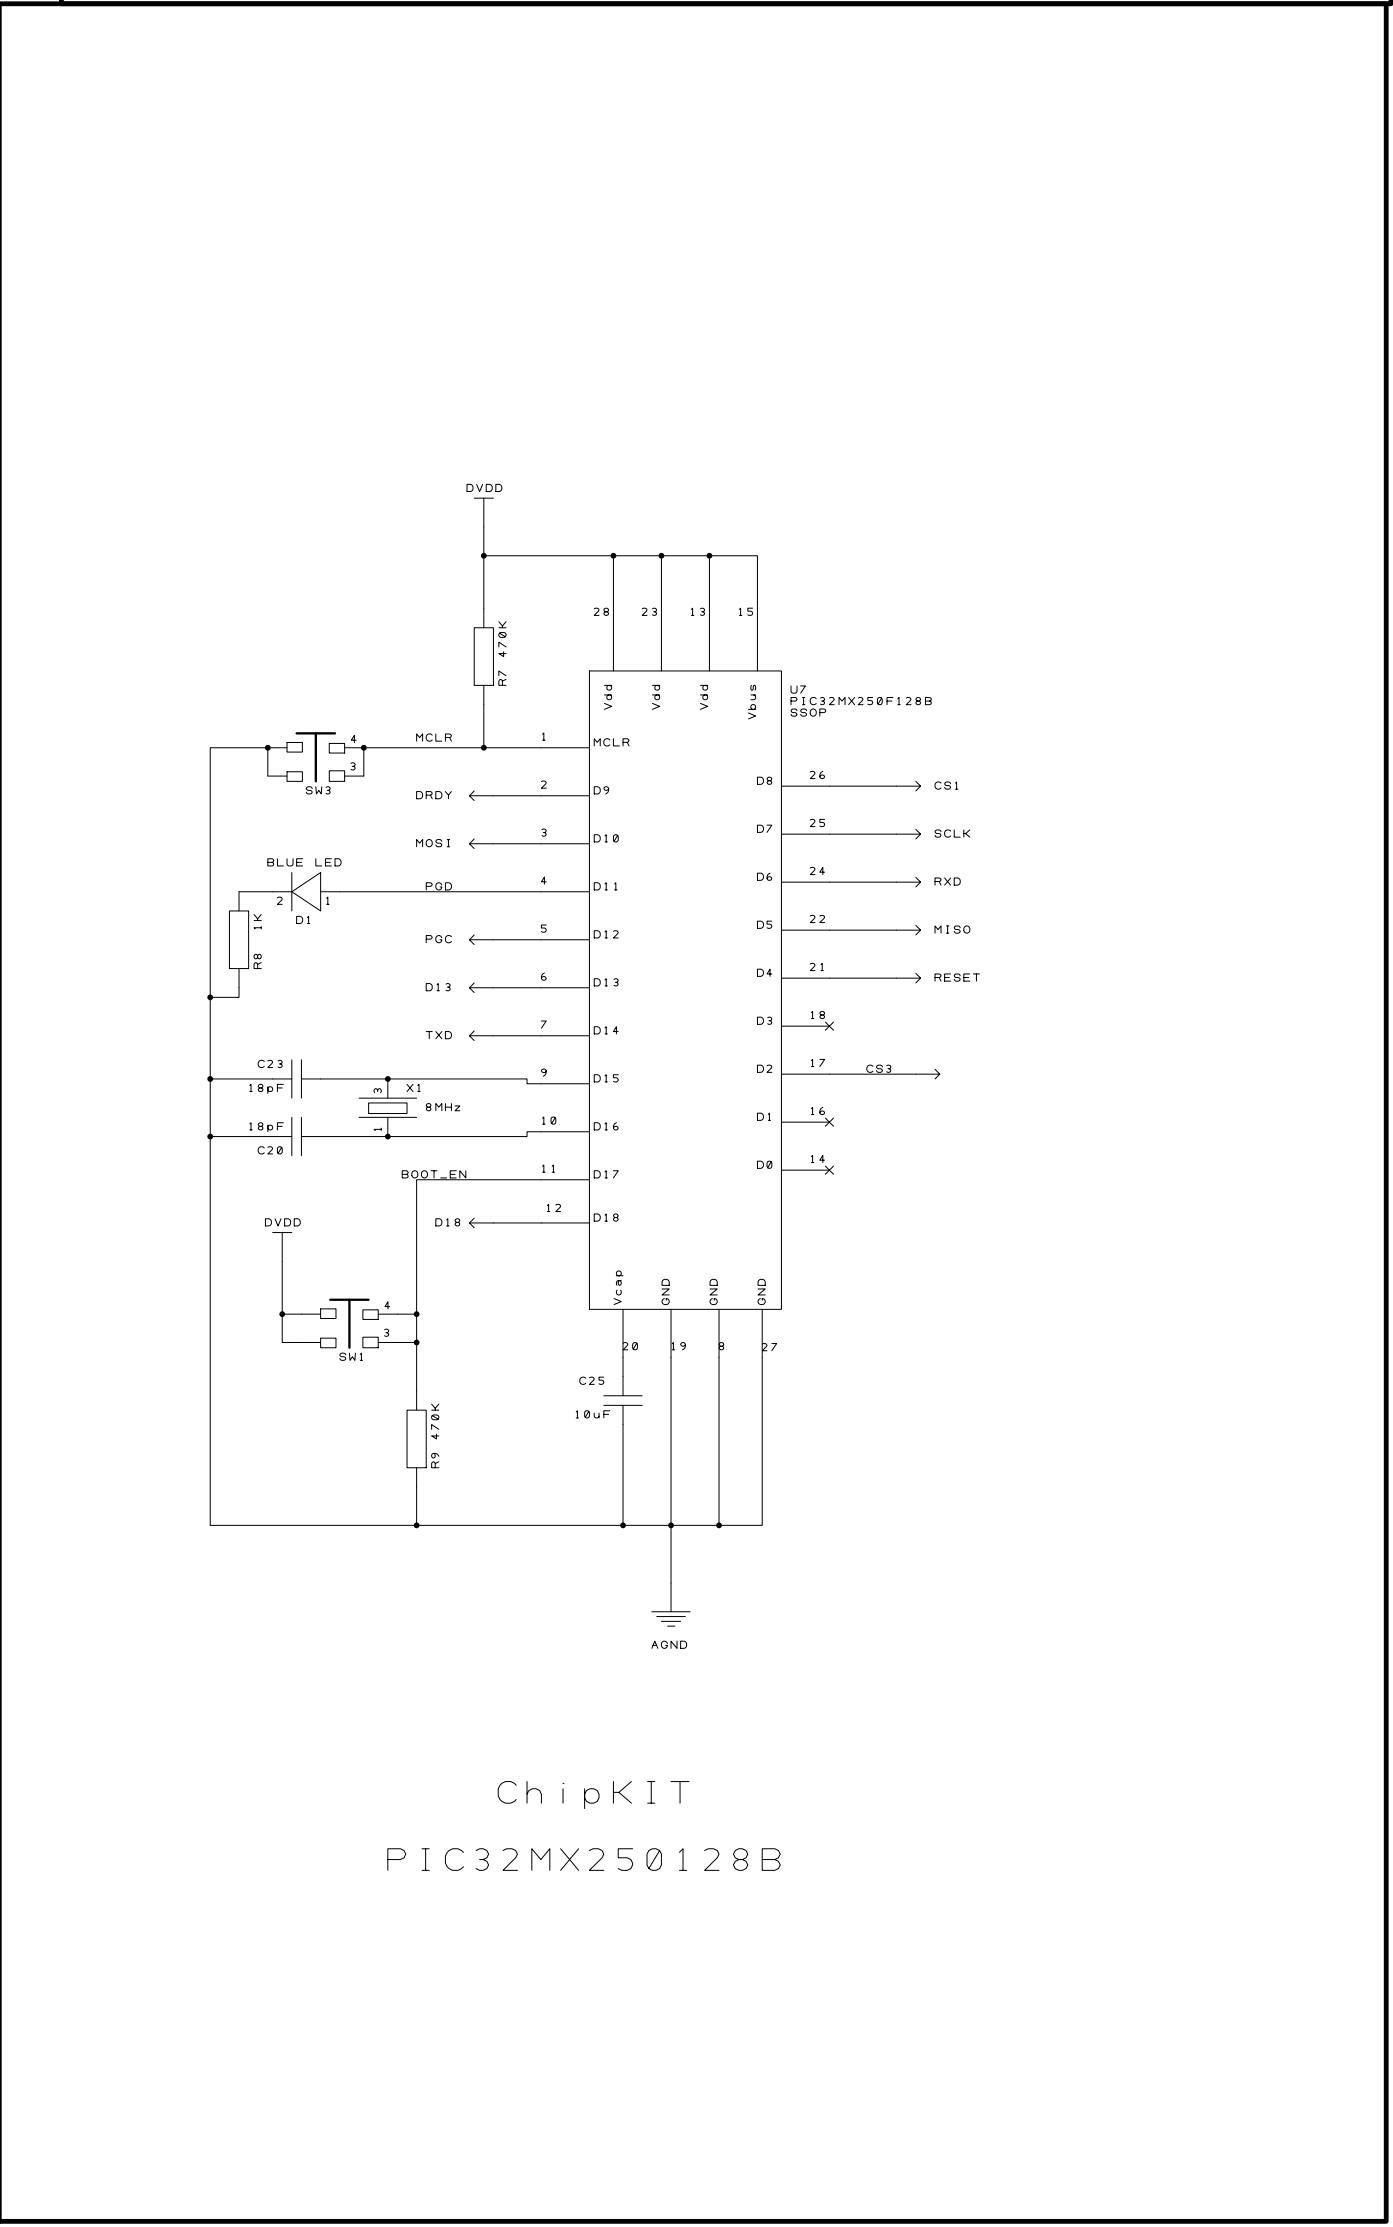 DVDD
28 23 13 15
R7 470K
Vdd Vdd Vdd Vbus
U7
PIC32MX250F128B
SSOP
MCLR 1 MCLR
4
3
SW3
DRDY 2 D9
D8 26 CS1
MOSI 3 D10
D7 25 SCLK
BLUE LED
PGD 4 D11
D6 24 RXD
2 1
D1
R8 1K
PGC 5 D12
D5 22 MISO
D13 6 D13
D4 21 RESET
TXD 7 D14
D3 18
C23
18pF
9 D15
D2 17 CS3
3 X1
8MHz
1
18pF
C20
10 D16
D1 16
BOOT_EN 11 D17
D0 14
DVDD
D18 12 D18
Vcap GND GND GND
4
3
SW1
20 19 8 27
C25
10uF
R9 470K
AGND
ChipKIT
PIC32MX250128B